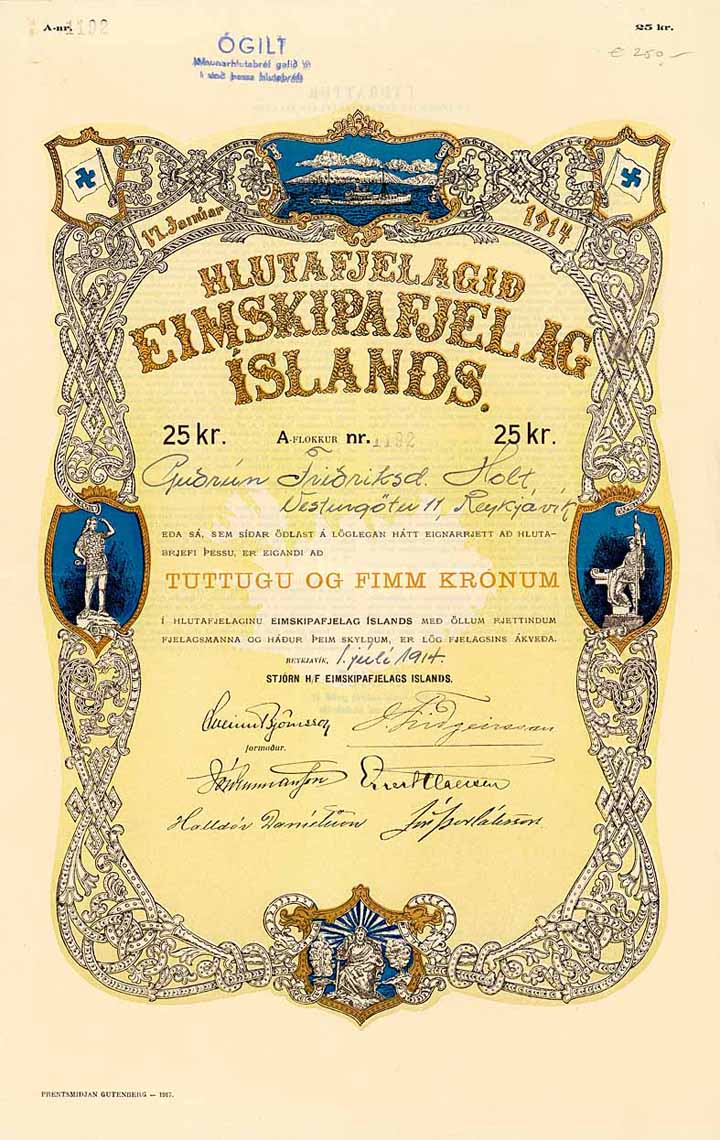 A-nr. 1192
25 kr.
€ 250,-
ÓGILT
17. Janúar 1914
HLUTAFJELAGIÐ
EIMSKIPAFJELAG
ÍSLANDS.
25 kr. A-FLOKKUR nr. 1192 25 kr.
Guðrún Friðriksd. Holt
Vesturgötu 11, Reykjavík
EÐA SÁ, SEM SÍÐAR ÖÐLAST Á LÖGLEGAN HÁTT EIGNARRJETT AÐ HLUTA-
BRJEFI ÞESSU, ER EIGANDI AÐ
TUTTUGU OG FIMM KRÓNUM
Í HLUTAFJELAGINU EIMSKIPAFJELAG ÍSLANDS MEÐ ÖLLUM RJETTINDUM
FJELAGSMANNA OG HÁÐUR ÞEIM SKYLDUM, ER LÖG FJELAGSINS ÁKVEÐA.
REYKJAVÍK, 1. júlí 1914.
STJÓRN H/F EIMSKIPAFJELAGS ISLANDS.
Sveinn Björnsson
formaður.
Halldór Daníelsson Jón Þorláksson.
PRENTSMIÐJAN GUTENBERG — 1917.